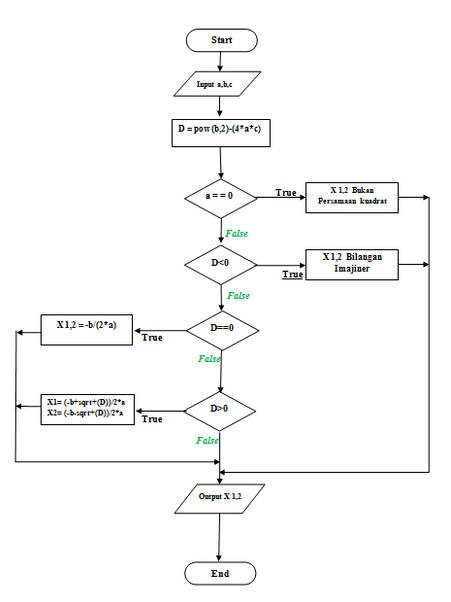 Start
Input a,b,c
D = pow(b,2)-(4*a*c)
a == 0
True
X 1,2 Bukan
Persamaan kuadrat
False
D<0
True
X 1,2 Bilangan
Imajiner
False
D==0
True
X 1,2 = -b/(2*a)
False
D>0
True
X1= (-b+sqrt+(D))/2*a
X2= (-b-sqrt+(D))/2*a
False
Output X 1,2
End